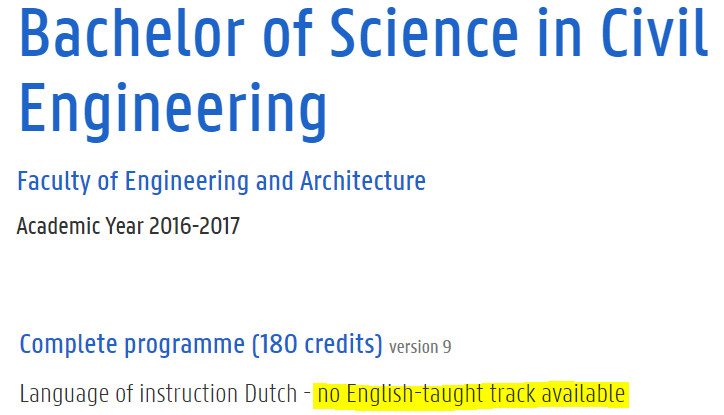 Bachelor of Science in Civil
Engineering
Faculty of Engineering and Architecture
Academic Year 2016-2017
Complete programme (180 credits) version 9
Language of instruction Dutch - no English-taught track available